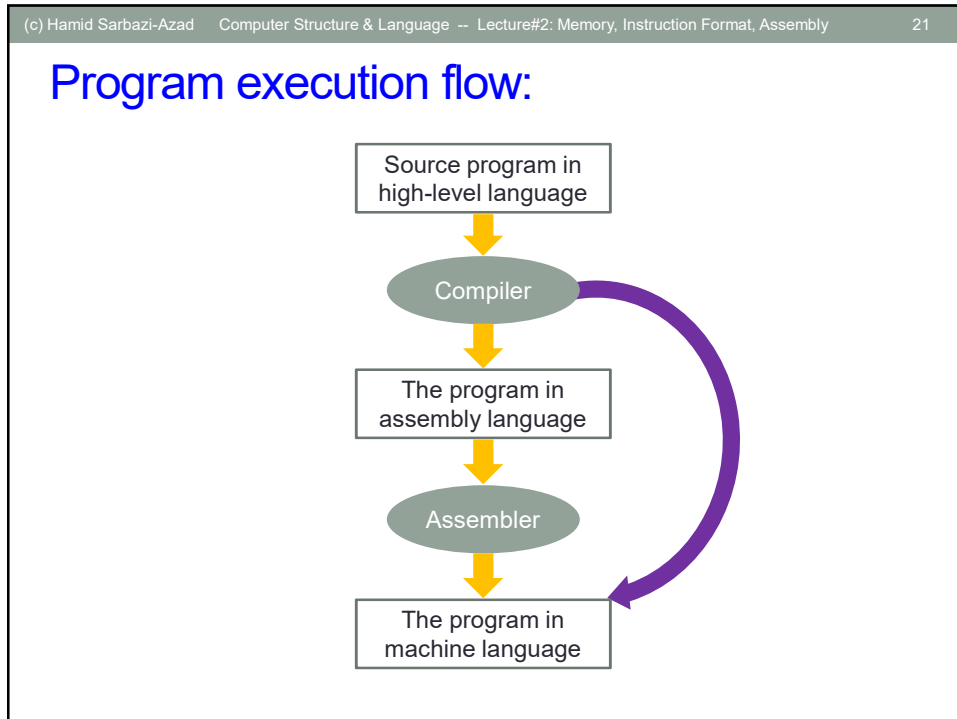 (c) Hamid Sarbazi-Azad Computer Structure & Language -- Lecture#2: Memory, Instruction Format, Assembly 21
Program execution flow:
Source program in
high-level language
Compiler
The program in
assembly language
Assembler
The program in
machine language